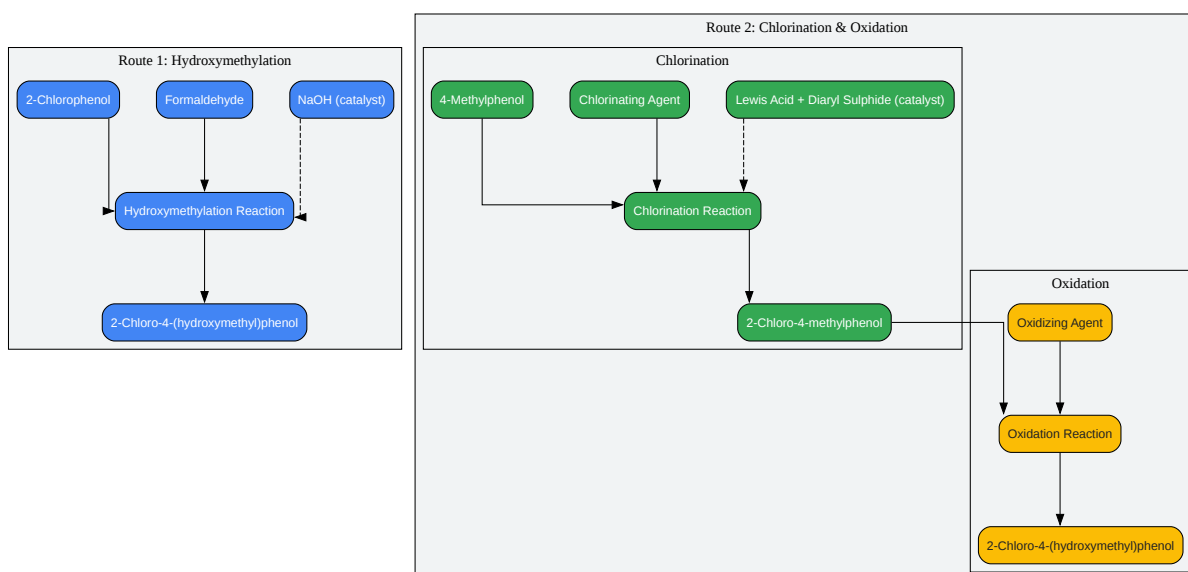 Route 2: Chlorination & Oxidation
Route 1: Hydroxymethylation
Chlorination
2-Chlorophenol
Formaldehyde
NaOH (catalyst)
4-Methylphenol
Chlorinating Agent
Lewis Acid + Diaryl Sulphide (catalyst)
Hydroxymethylation Reaction
Chlorination Reaction
Oxidation
2-Chloro-4-(hydroxymethyl)phenol
2-Chloro-4-methylphenol
Oxidizing Agent
Oxidation Reaction
2-Chloro-4-(hydroxymethyl)phenol